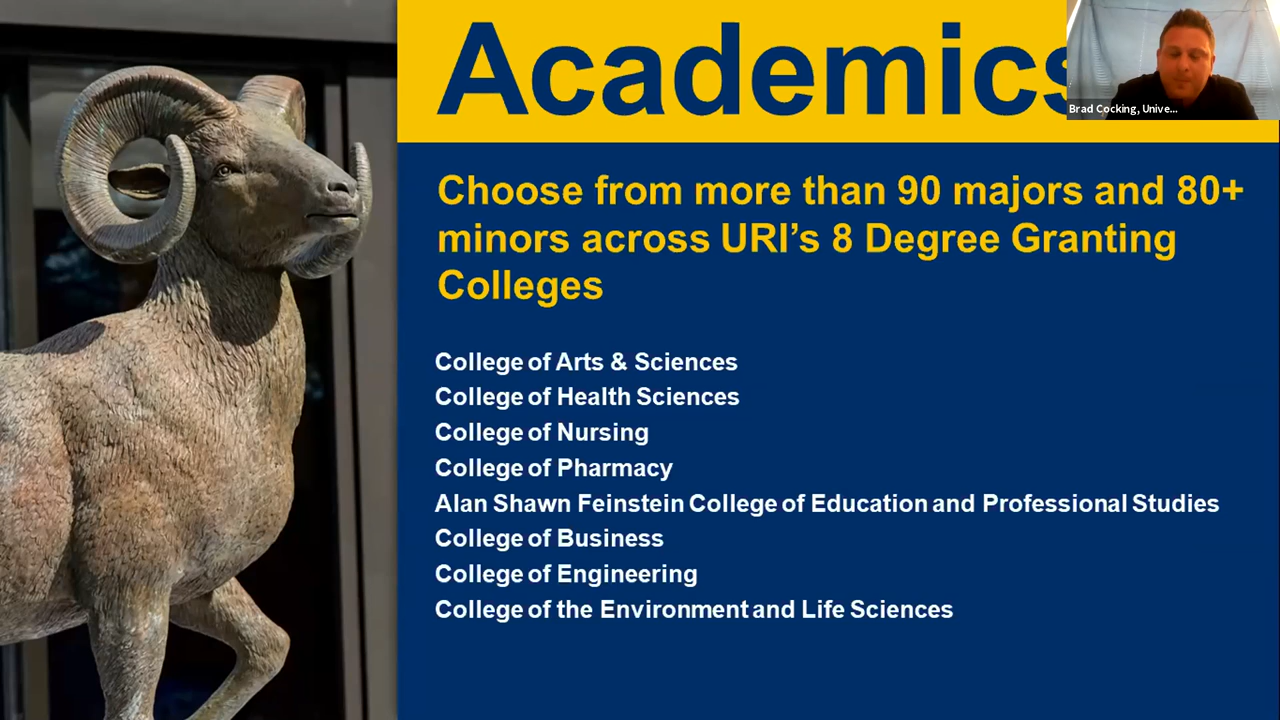 Academics
Brad Cocking, Unive...
Choose from more than 90 majors and 80+
minors across URI’s 8 Degree Granting
Colleges
College of Arts & Sciences
College of Health Sciences
College of Nursing
College of Pharmacy
Alan Shawn Feinstein College of Education and Professional Studies
College of Business
College of Engineering
College of the Environment and Life Sciences